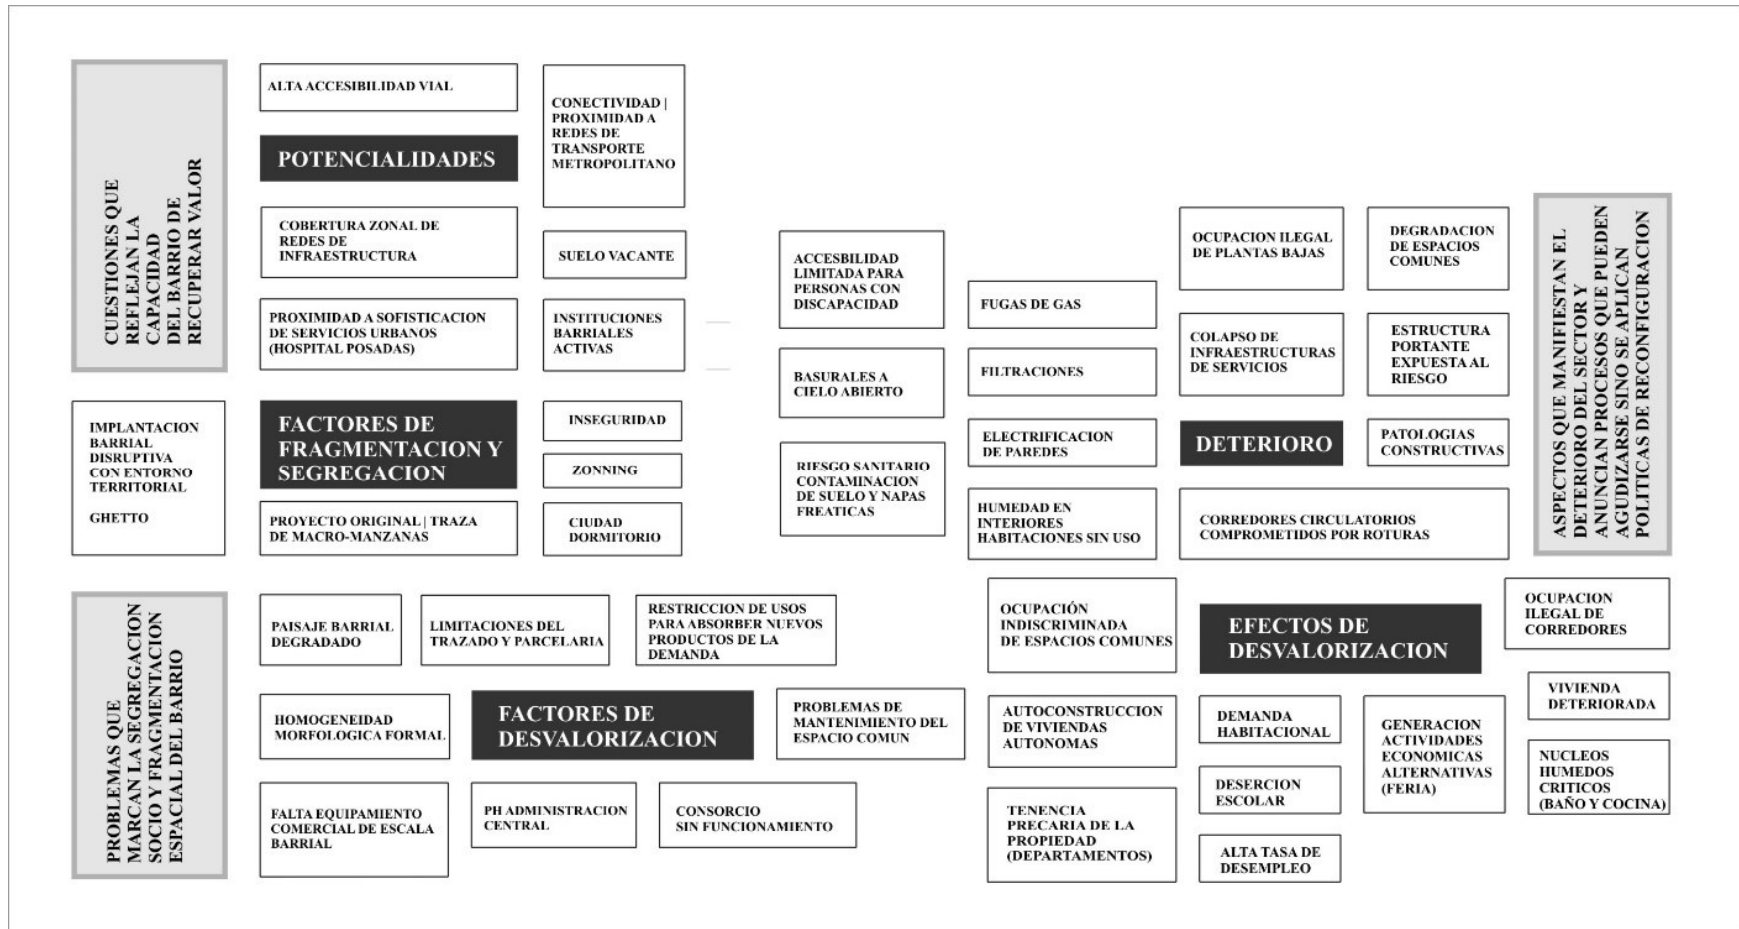 CUESTIONES QUE
REFLEJAN LA
CAPACIDAD
DEL BARRIO DE
RECUPERAR VALOR
ALTA ACCESIBILIDAD VIAL
POTENCIALIDADES
COBERTURA ZONAL DE
REDES DE
INFRAESTRUCTURA
PROXIMIDAD A SOFISTICACION
DE SERVICIOS URBANOS
(HOSPITAL POSADAS)
CONECTIVIDAD |
PROXIMIDAD A
REDES DE
TRANSPORTE
METROPOLITANO
SUELO VACANTE
INSTITUCIONES
BARRIALES
ACTIVAS
IMPLANTACION
BARRIAL
DISRUPTIVA
CON ENTORNO
TERRITORIAL
GHETTO
FACTORES DE
FRAGMENTACION Y
SEGREGACION
PROYECTO ORIGINAL | TRAZA
DE MACRO-MANZANAS
INSEGURIDAD
ZONNING
CIUDAD
DORMITORIO
ACCESBILIDAD
LIMITADA PARA
PERSONAS CON
DISCAPACIDAD
BASURALES A
CIELO ABIERTO
RIESGO SANITARIO
CONTAMINACION
DE SUELO Y NAPAS
FREATICAS
FUGAS DE GAS
FILTRACIONES
ELECTRIFICACION
DE PAREDES
HUMEDAD EN
INTERIORES
HABITACIONES SIN USO
OCUPACION ILEGAL
DE PLANTAS BAJAS
COLAPSO DE
INFRAESTRUCTURAS
DE SERVICIOS
DETERIORO
CORREDORES CIRCULATORIOS
COMPROMETIDOS POR ROTURAS
DEGRADACION
DE ESPACIOS
COMUNES
ESTRUCTURA
PORTANTE
EXPUESTA AL
RIESGO
PATOLOGIAS
CONSTRUCTIVAS
ASPECTOS QUE MANIFIESTAN EL
DETERIORO DEL SECTOR Y
ANUNCIAN PROCESOS QUE PUEDEN
AGUDIZARSE SINO SE APLICAN
POLITICAS DE RECONFIGURACION
PROBLEMAS QUE
MARCAN LA SEGREGACION
SOCIO Y FRAGMENTACION
ESPACIAL DEL BARRIO
PAISAJE BARRIAL
DEGRADADO
LIMITACIONES DEL
TRAZADO Y PARCELARIA
RESTRICCION DE USOS
PARA ABSORBER NUEVOS
PRODUCTOS DE LA
DEMANDA
HOMOGENEIDAD
MORFOLOGICA FORMAL
FACTORES DE
DESVALORIZACION
PROBLEMAS DE
MANTENIMIENTO DEL
ESPACIO COMUN
FALTA EQUIPAMIENTO
COMERCIAL DE ESCALA
BARRIAL
PH ADMINISTRACION
CENTRAL
CONSORCIO
SIN FUNCIONAMIENTO
OCUPACIÓN
INDISCRIMINADA
DE ESPACIOS COMUNES
AUTOCONSTRUCCION
DE VIVIENDAS
AUTONOMAS
TENENCIA
PRECARIA DE LA
PROPIEDAD
(DEPARTAMENTOS)
EFECTOS DE
DESVALORIZACION
DEMANDA
HABITACIONAL
DESERCION
ESCOLAR
ALTA TASA DE
DESEMPLEO
GENERACION
ACTIVIDADES
ECONOMICAS
ALTERNATIVAS
(FERIA)
OCUPACION
ILEGAL DE
CORREDORES
VIVIENDA
DETERIORADA
NUCLEOS
HUMEDOS
CRITICOS
(BAÑO Y COCINA)